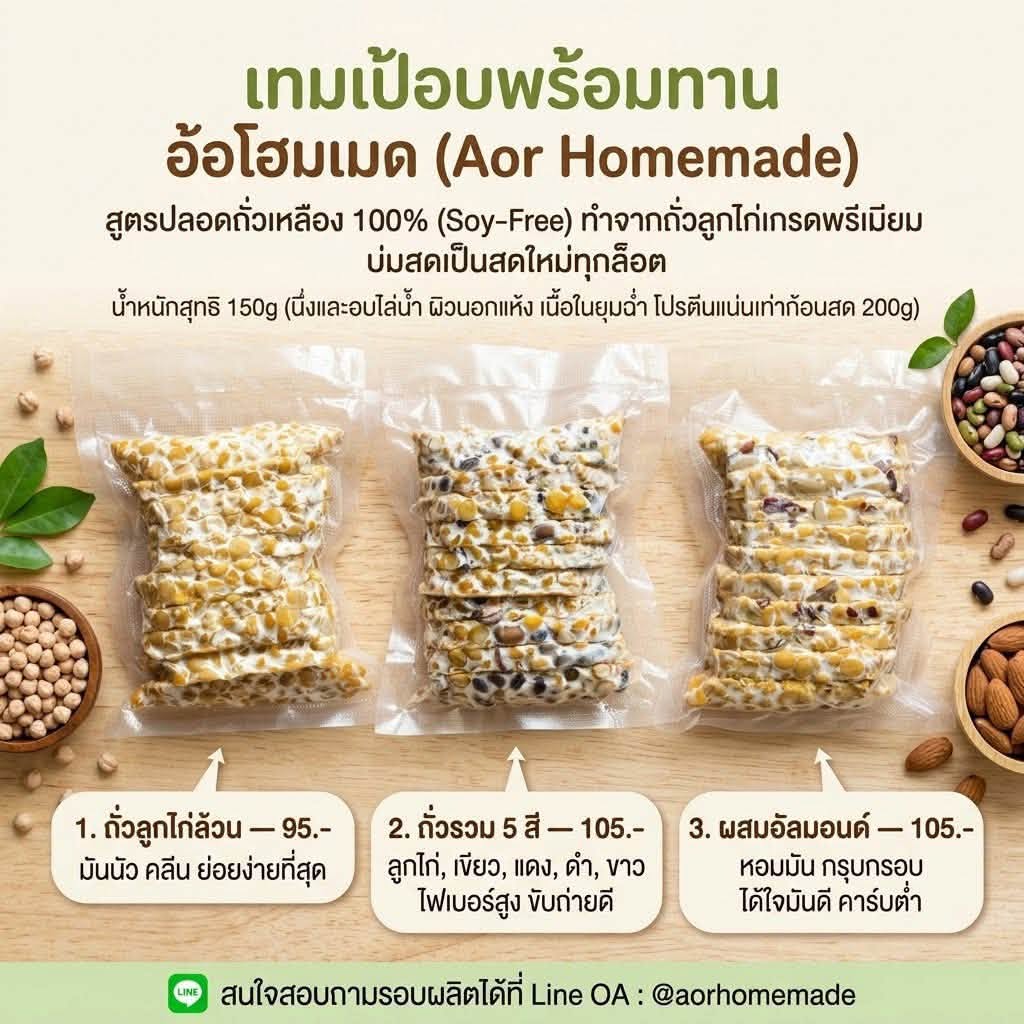 เทมเป้อบพร้อมทาน
อ้อโฮมเมด (Aor Homemade)
สูตรปลอดถั่วเหลือง 100% (Soy-Free) ทำจากถั่วลูกไก่เกรดพรีเมียม
บ่มสดเป็นสดใหม่ทุกล็อต
น้ำหนักสุทธิ 150g (นึ่งและอบไล่น้ำ ผิวนอกแห้ง เนื้อในยุมฉ่ำ โปรตีนแน่นเท่าก้อนสด 200g)
1. ถั่วลูกไก่ล้วน — 95.-
มันนัว คลีน ย่อยง่ายที่สุด
2. ถั่วรวม 5 สี — 105.-
ลูกไก่, เขียว, แดง, ดำ, ขาว
ไฟเบอร์สูง ขับถ่ายดี
3. ผสมอัลมอนด์ — 105.-
หอมมัน กรุบกรอบ
ได้ใจมันดี คาร์บต่ำ
LINE สนใจสอบถามรอบผลิตได้ที่ Line OA : @aorhomemade